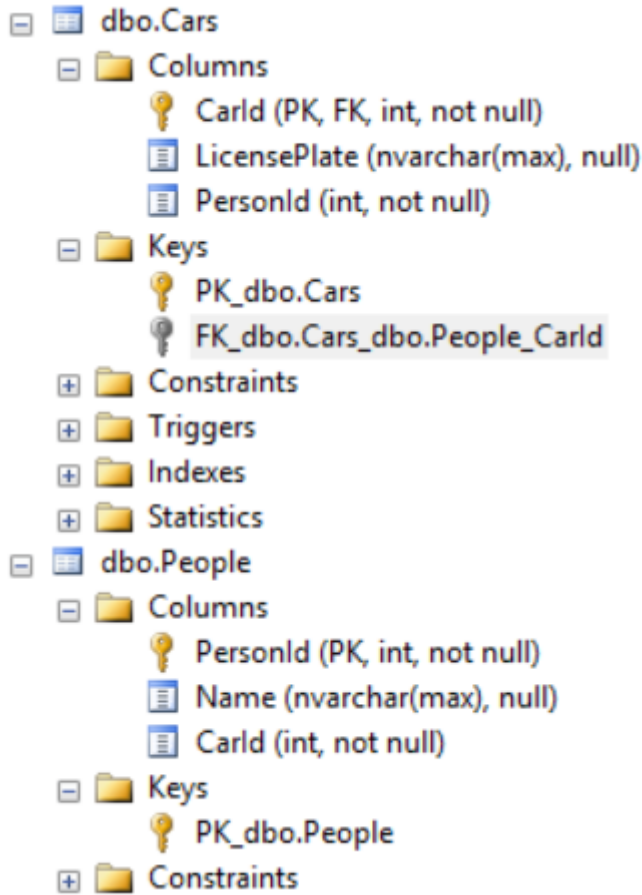 dbo.Cars
Columns
CarId (PK, FK, int, not null)
LicensePlate (nvarchar(max), null)
PersonId (int, not null)
Keys
PK_dbo.Cars
FK_dbo.Cars_dbo.People_CarId
Constraints
Triggers
Indexes
Statistics
dbo.People
Columns
PersonId (PK, int, not null)
Name (nvarchar(max), null)
CarId (int, not null)
Keys
PK_dbo.People
Constraints